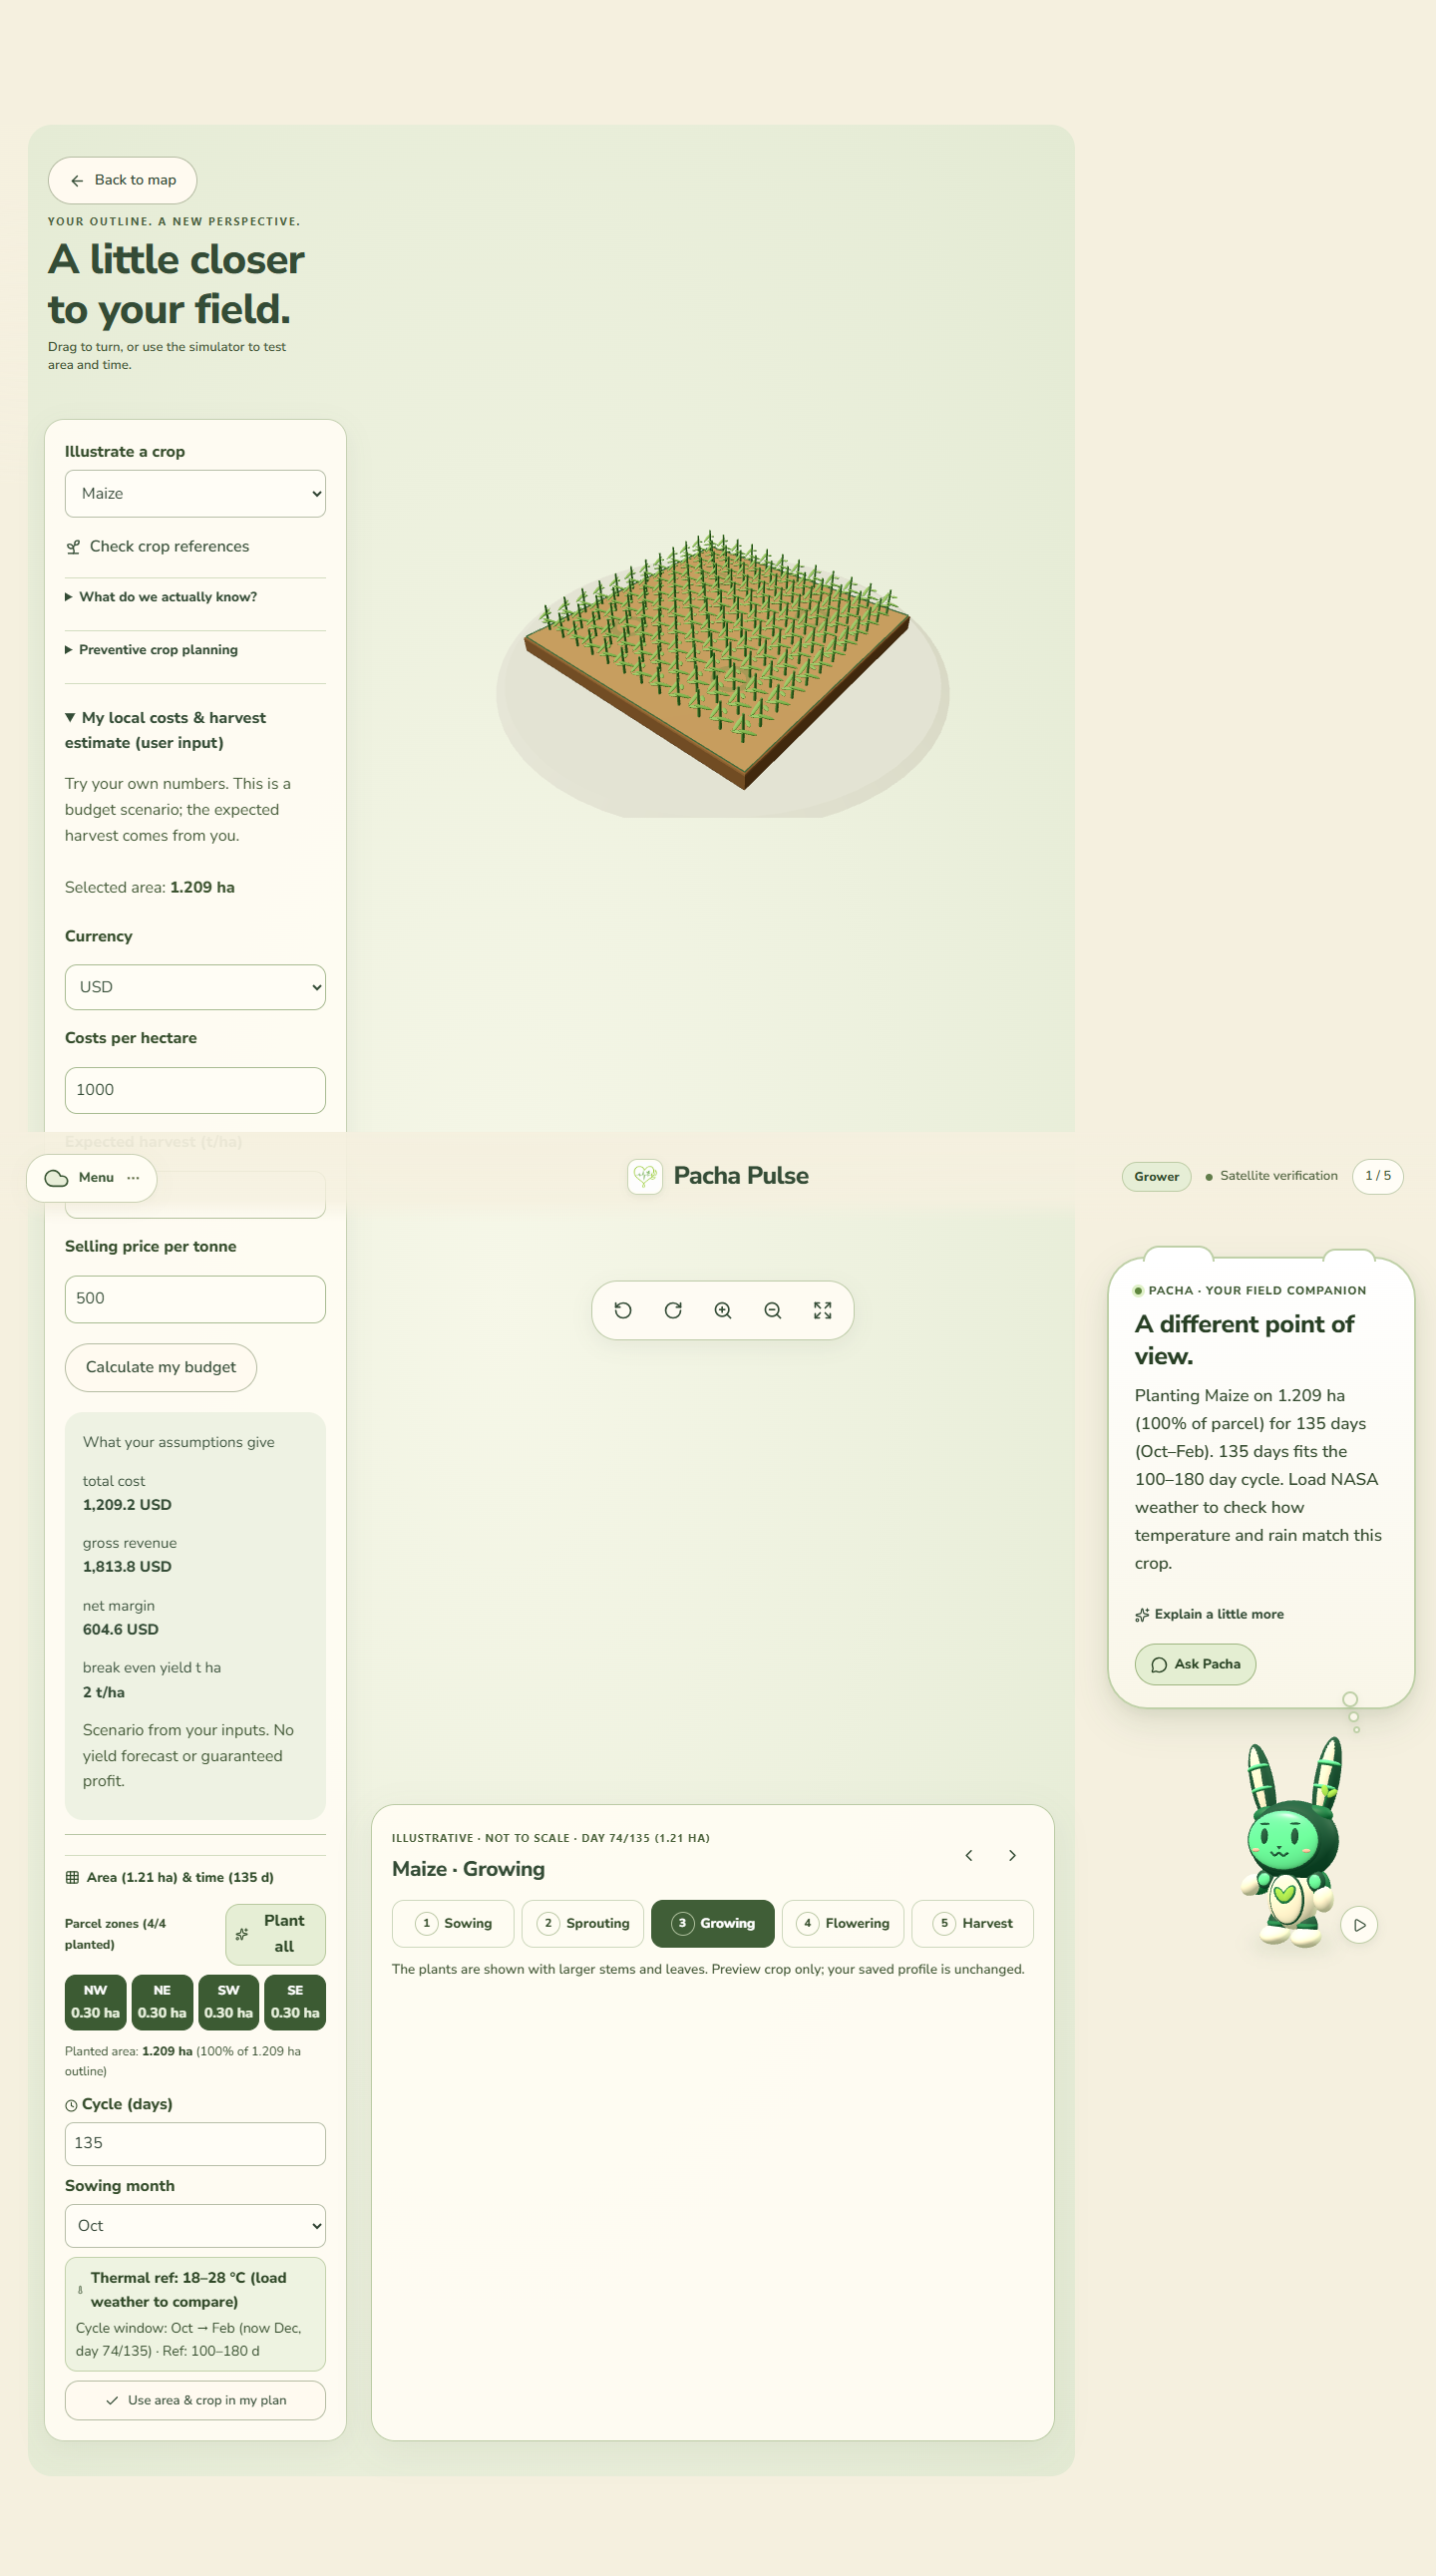 Back to map
YOUR OUTLINE. A NEW PERSPECTIVE.
A little closer
to your field.
Drag to turn, or use the simulator to test
area and time.
Illustrate a crop
Maize
Check crop references
What do we actually know?
Preventive crop planning
My local costs & harvest
estimate (user input)
Try your own numbers. This is a
budget scenario; the expected
harvest comes from you.
Selected area: 1.209 ha
Currency
USD
Costs per hectare
1000
Expected harvest (t/ha)
Menu ...
Pacha Pulse
Grower
Satellite verification
1 / 5
Selling price per tonne
500
Calculate my budget
What your assumptions give
total cost
1,209.2 USD
gross revenue
1,813.8 USD
net margin
604.6 USD
break even yield t ha
2 t/ha
Scenario from your inputs. No
yield forecast or guaranteed
profit.
Area (1.21 ha) & time (135 d)
Parcel zones (4/4
planted)
Plant
all
NW
0.30 ha
NE
0.30 ha
SW
0.30 ha
SE
0.30 ha
Planted area: 1.209 ha (100% of 1.209 ha
outline)
Cycle (days)
135
Sowing month
Oct
Thermal ref: 18–28 °C (load
weather to compare)
Cycle window: Oct → Feb (now Dec,
day 74/135) · Ref: 100–180 d
Use area & crop in my plan
ILLUSTRATIVE · NOT TO SCALE · DAY 74/135 (1.21 HA)
Maize · Growing
1 Sowing
2 Sprouting
3 Growing
4 Flowering
5 Harvest
The plants are shown with larger stems and leaves. Preview crop only; your saved profile is unchanged.
PACHA · YOUR FIELD COMPANION
A different point of
view.
Planting Maize on 1.209 ha
(100% of parcel) for 135 days
(Oct–Feb). 135 days fits the
100–180 day cycle. Load NASA
weather to check how
temperature and rain match this
crop.
Explain a little more
Ask Pacha